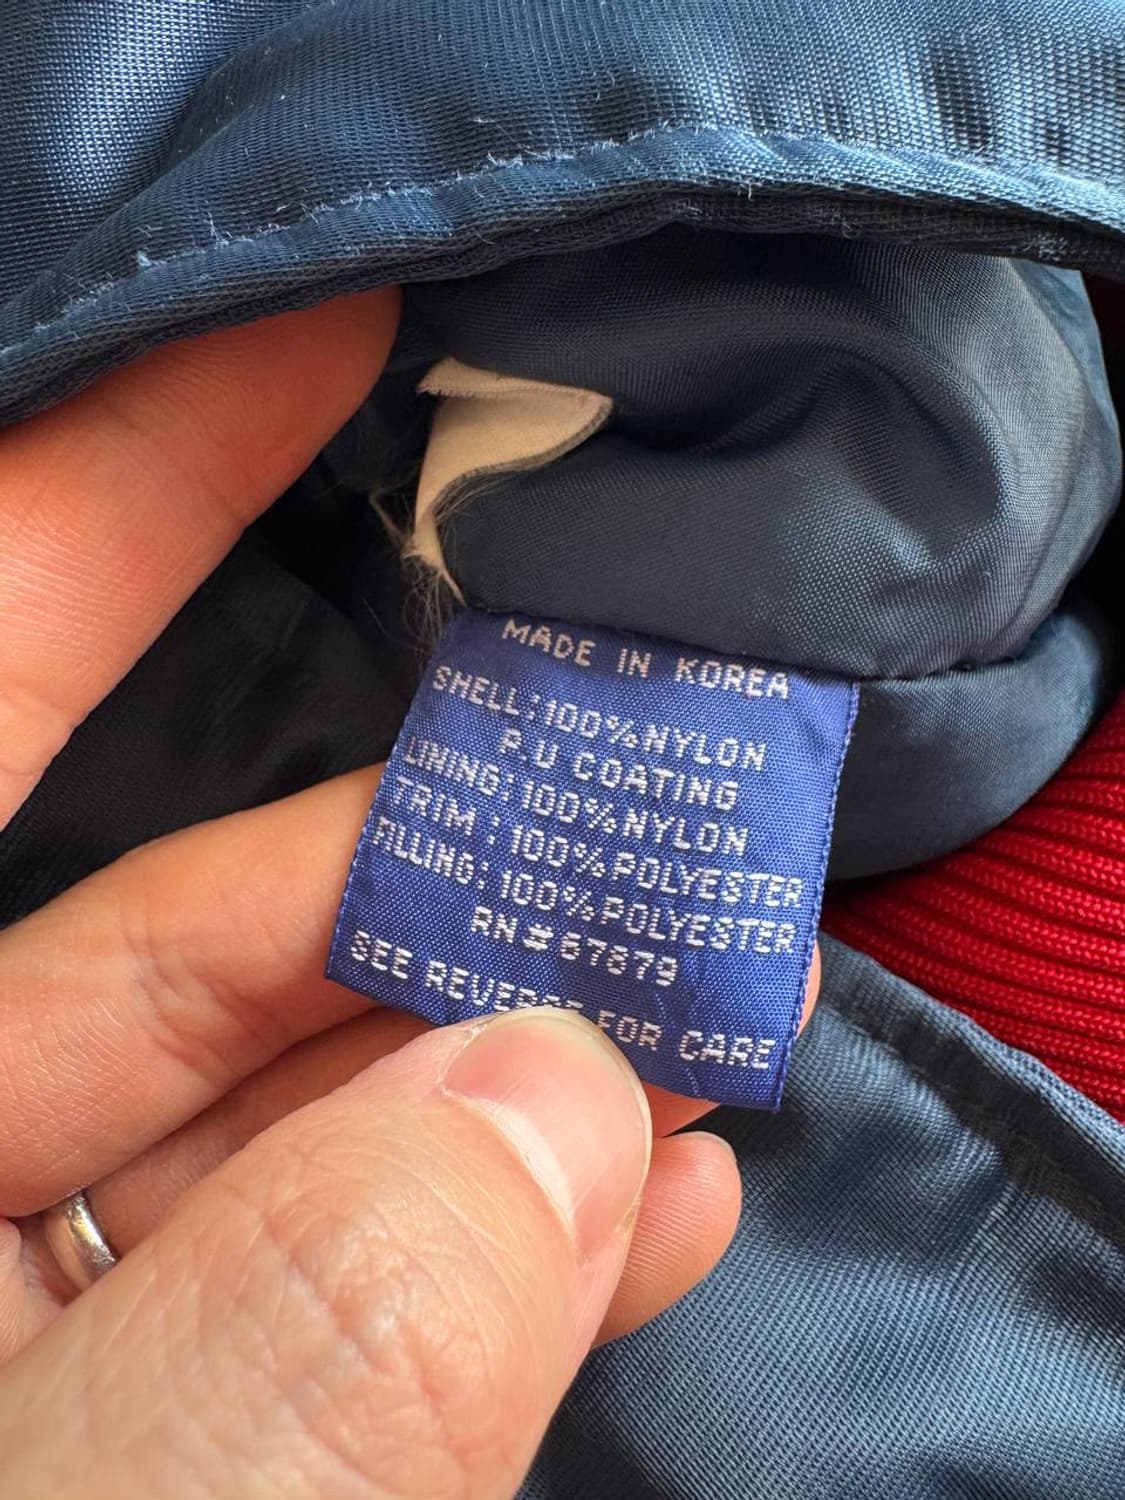 MADE IN KOREA
SHELL: 100% NYLON
P.U COATING
LINING: 100% NYLON
TRIM : 100% POLYESTER
FILLING: 100% POLYESTER
RN# 67879
SEE REVERSE FOR CARE